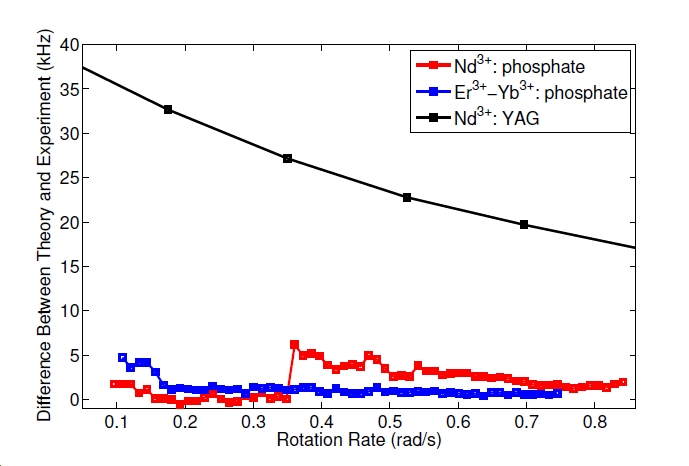 Difference Between Theory and Experiment (kHz)
40
35
30
25
20
15
10
5
0
Nd³⁺: phosphate
Er³⁺–Yb³⁺: phosphate
Nd³⁺: YAG
0.1 0.2 0.3 0.4 0.5 0.6 0.7 0.8
Rotation Rate (rad/s)